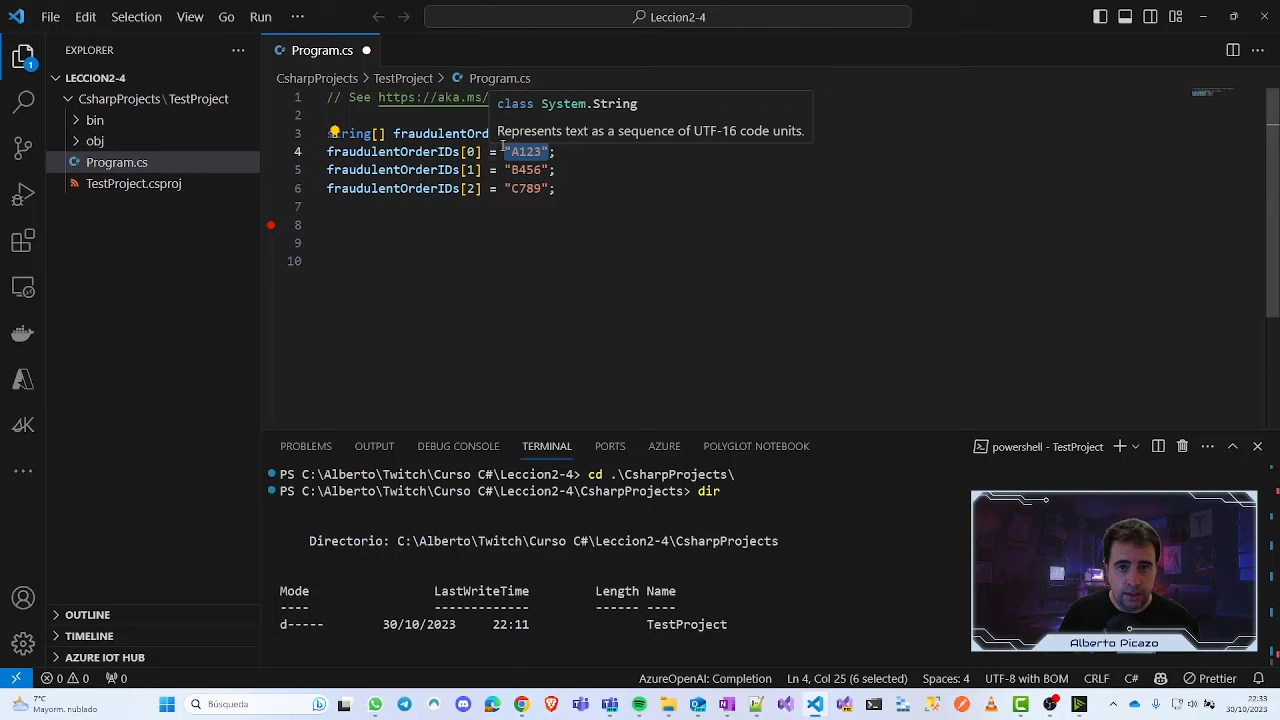 File Edit Selection View Go Run ···
Leccion2-4
EXPLORER
Program.cs
LECCION2-4
CsharpProjects \ TestProject
bin
obj
Program.cs
TestProject.csproj
CsharpProjects > TestProject > Program.cs
1 // See https://aka.ms/
class System.String
Represents text as a sequence of UTF-16 code units.
2
3 string[] fraudulentOrd
4 fraudulentOrderIDs[0] = "A123";
5 fraudulentOrderIDs[1] = "B456";
6 fraudulentOrderIDs[2] = "C789";
7
8
9
10
PROBLEMS OUTPUT DEBUG CONSOLE TERMINAL PORTS AZURE POLYGLOT NOTEBOOK
powershell - TestProject
PS C:\Alberto\Twitch\Curso C#\Leccion2-4> cd .\CsharpProjects\
PS C:\Alberto\Twitch\Curso C#\Leccion2-4\CsharpProjects> dir
Directorio: C:\Alberto\Twitch\Curso C#\Leccion2-4\CsharpProjects
Mode LastWriteTime Length Name
---- ------------- ------ ----
d----- 30/10/2023 22:11 TestProject
OUTLINE
TIMELINE
AZURE IOT HUB
Alberto Picazo
0 0 0
AzureOpenAI: Completion Ln 4, Col 25 (6 selected) Spaces: 4 UTF-8 with BOM CRLF C# Prettier
7°C
Mayorm. nublado
Búsqueda
22:33
30/10/2023